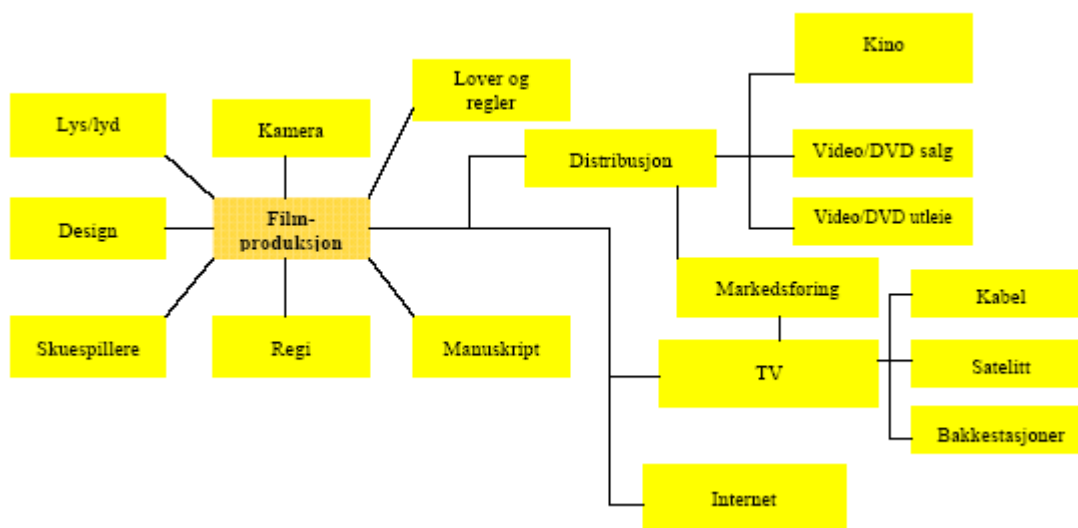 Kino
Lover og
regler
Lys/lyd
Kamera
Distribusjon
Video/DVD salg
Film-
produksjon
Design
Video/DVD utleie
Markedsføring
Kabel
Skuespillere
Regi
Manuskript
TV
Satelitt
Bakkestasjoner
Internet